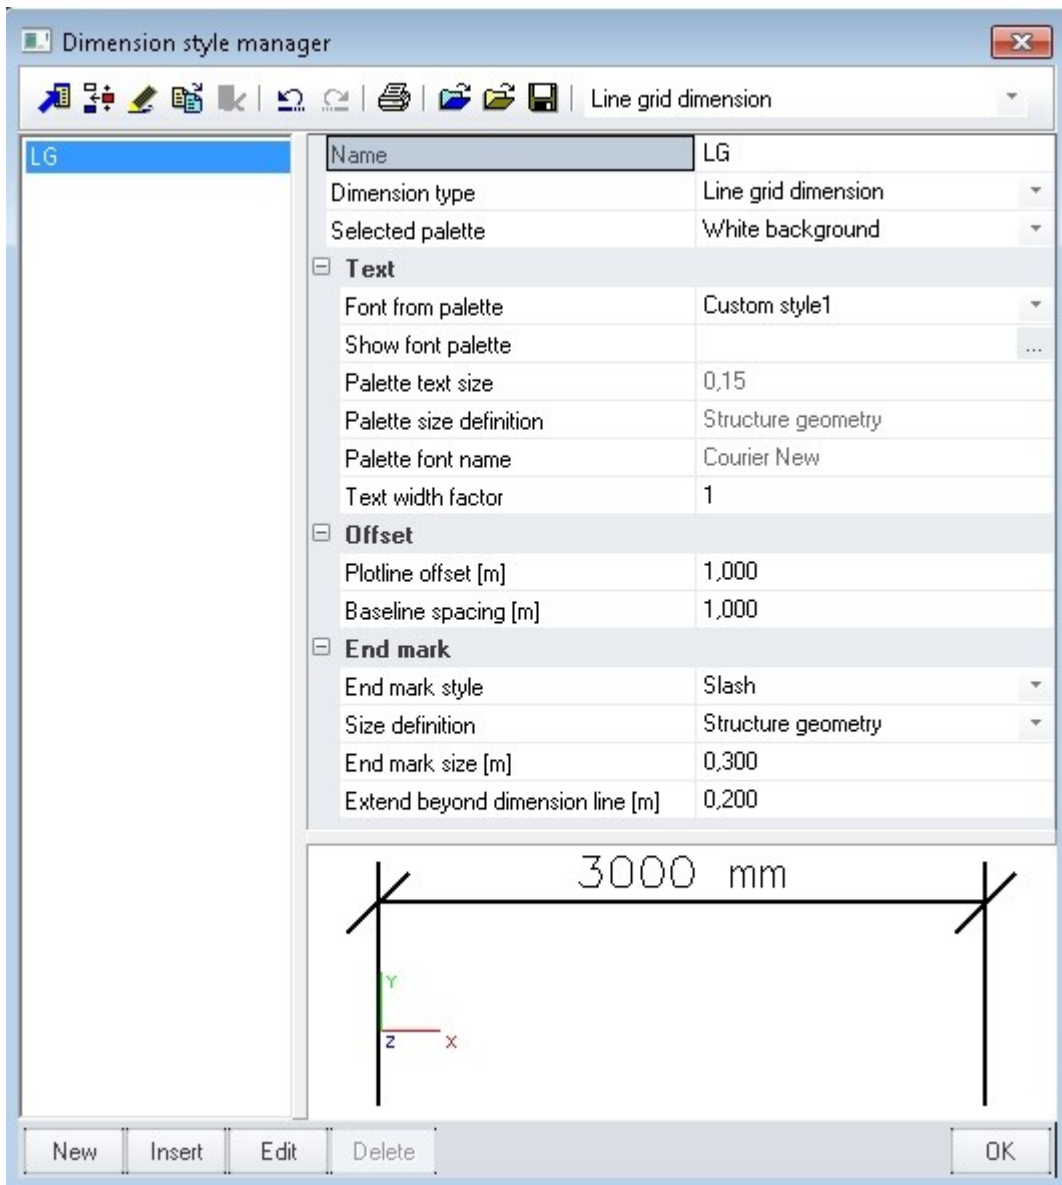 Dimension style manager
Line grid dimension
LG
Name LG
Dimension type Line grid dimension
Selected palette White background
Text
Font from palette Custom style1
Show font palette ...
Palette text size 0,15
Palette size definition Structure geometry
Palette font name Courier New
Text width factor 1
Offset
Plotline offset [m] 1,000
Baseline spacing [m] 1,000
End mark
End mark style Slash
Size definition Structure geometry
End mark size [m] 0,300
Extend beyond dimension line [m] 0,200
3000 mm
Y
Z X
New Insert Edit Delete OK